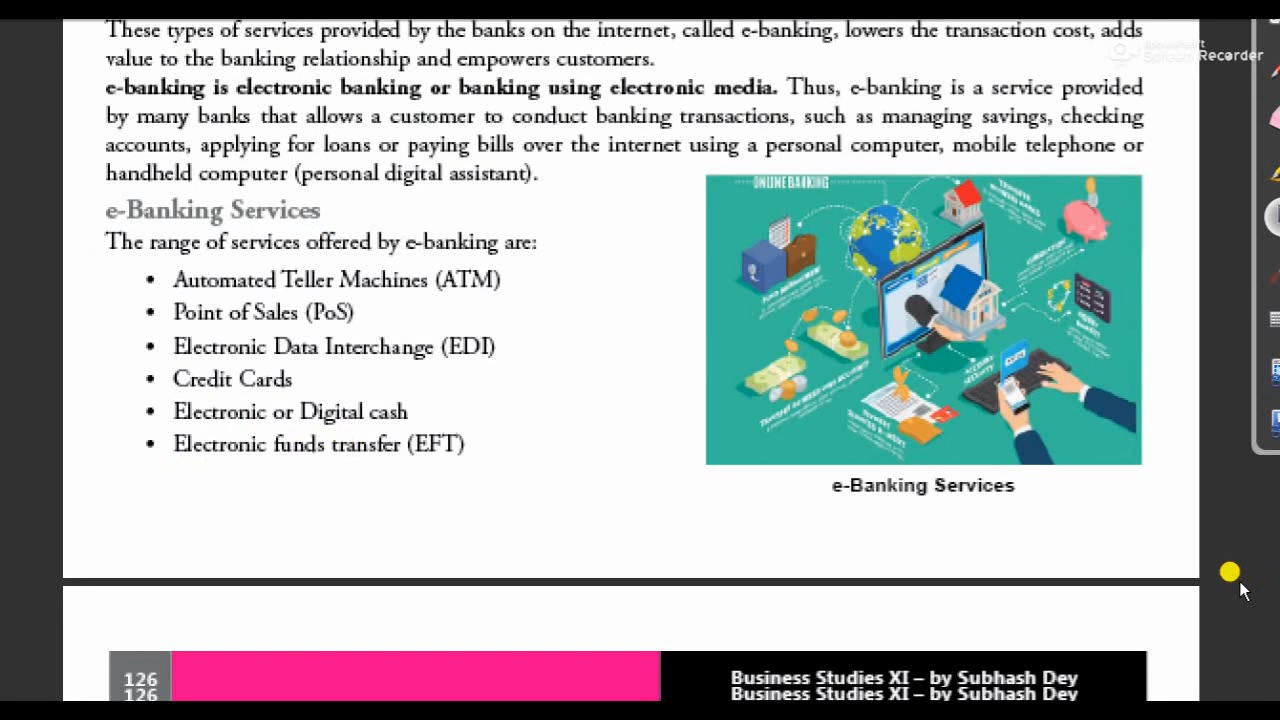 These types of services provided by the banks on the internet, called e-banking, lowers the transaction cost, adds
value to the banking relationship and empowers customers.
e-banking is electronic banking or banking using electronic media. Thus, e-banking is a service provided
by many banks that allows a customer to conduct banking transactions, such as managing savings, checking
accounts, applying for loans or paying bills over the internet using a personal computer, mobile telephone or
handheld computer (personal digital assistant).
e-Banking Services
The range of services offered by e-banking are:
• Automated Teller Machines (ATM)
• Point of Sales (PoS)
• Electronic Data Interchange (EDI)
• Credit Cards
• Electronic or Digital cash
• Electronic funds transfer (EFT)
ONLINE BANKING
ACCOUNT
SECURITY
e-Banking Services
Screen Recorder
126
Business Studies XI – by Subhash Dey
126
Business Studies XI – by Subhash Dey